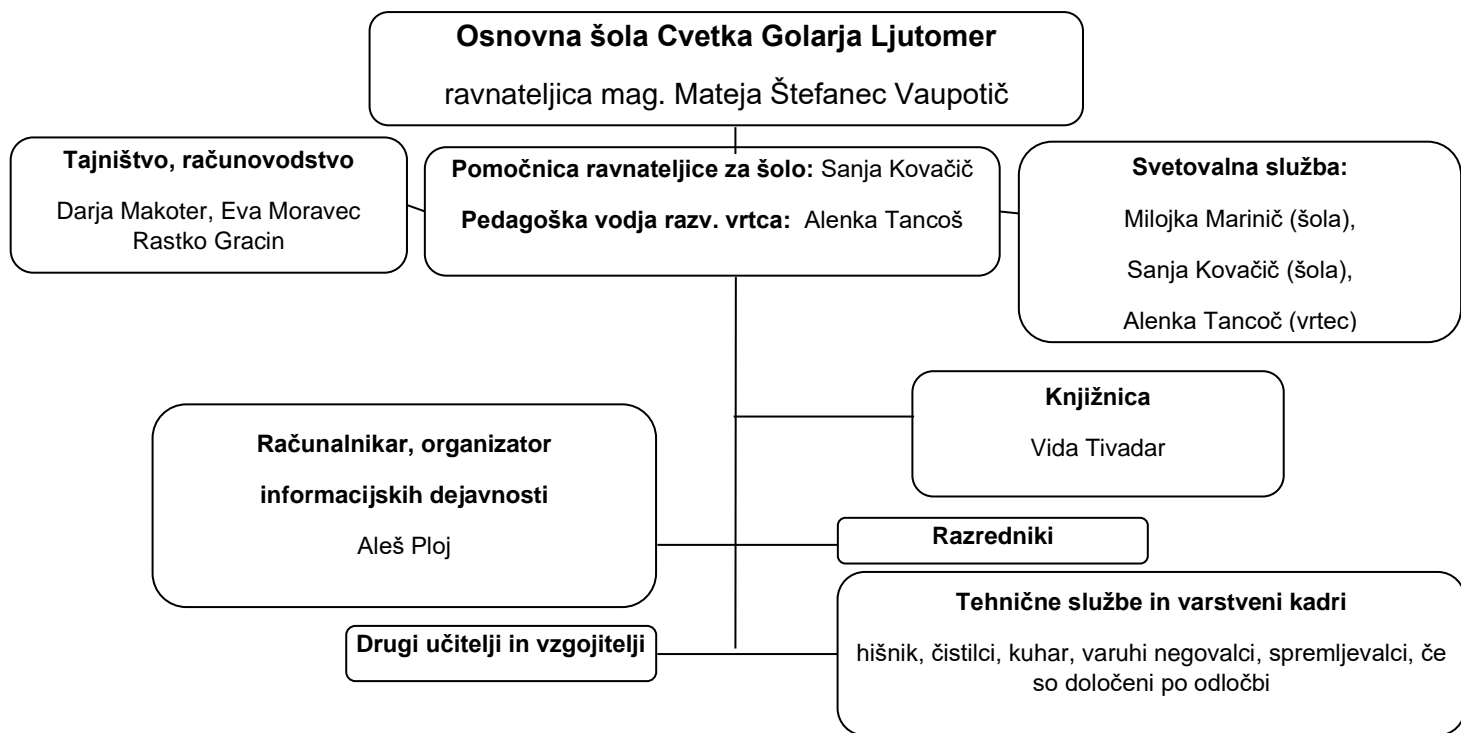 Osnovna šola Cvetka Golarja Ljutomer
ravnateljica mag. Mateja Štefanec Vaupotič
Tajništvo, računovodstvo
Darja Makoter, Eva Moravec
Rastko Gracin
Pomočnica ravnateljice za šolo: Sanja Kovačič
Pedagoška vodja razv. vrtca: Alenka Tancoš
Svetovalna služba:
Milojka Marinič (šola),
Sanja Kovačič (šola),
Alenka Tancoč (vrtec)
Knjižnica
Vida Tivadar
Računalnikar, organizator
informacijskih dejavnosti
Aleš Ploj
Razredniki
Tehnične službe in varstveni kadri
hišnik, čistilci, kuhar, varuhi negovalci, spremljevalci, če
so določeni po odločbi
Drugi učitelji in vzgojitelji